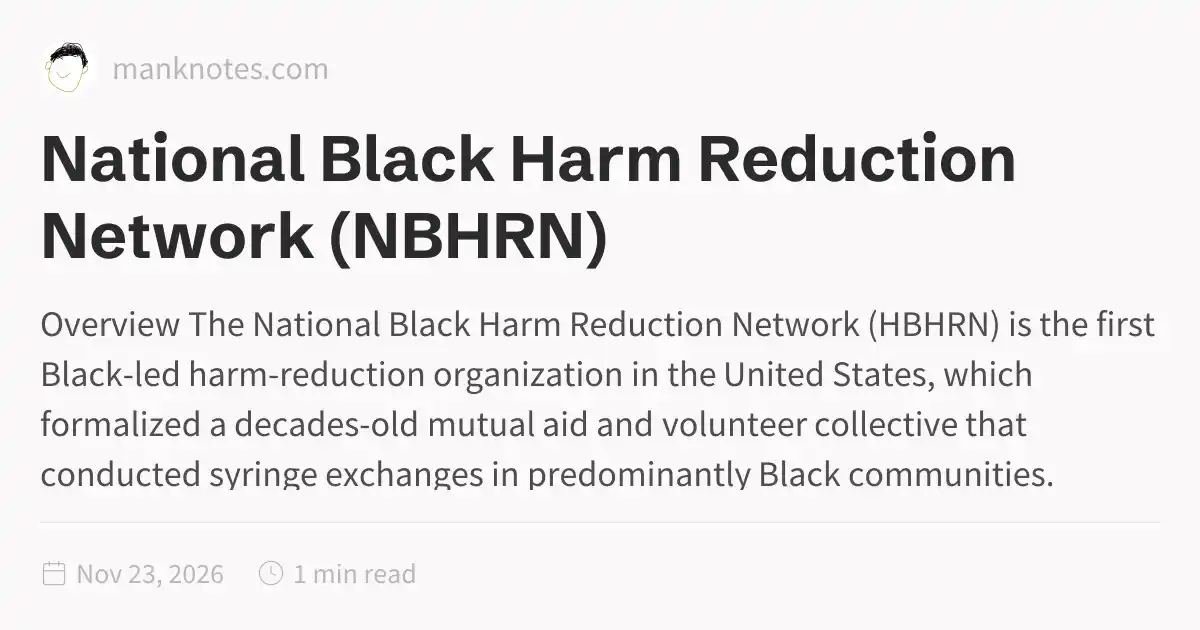 manknotes.com
National Black Harm Reduction
Network (NBHRN)
Overview The National Black Harm Reduction Network (HBHRN) is the first
Black-led harm-reduction organization in the United States, which
formalized a decades-old mutual aid and volunteer collective that
conducted syringe exchanges in predominantly Black communities.
Nov 23, 2026
1 min read